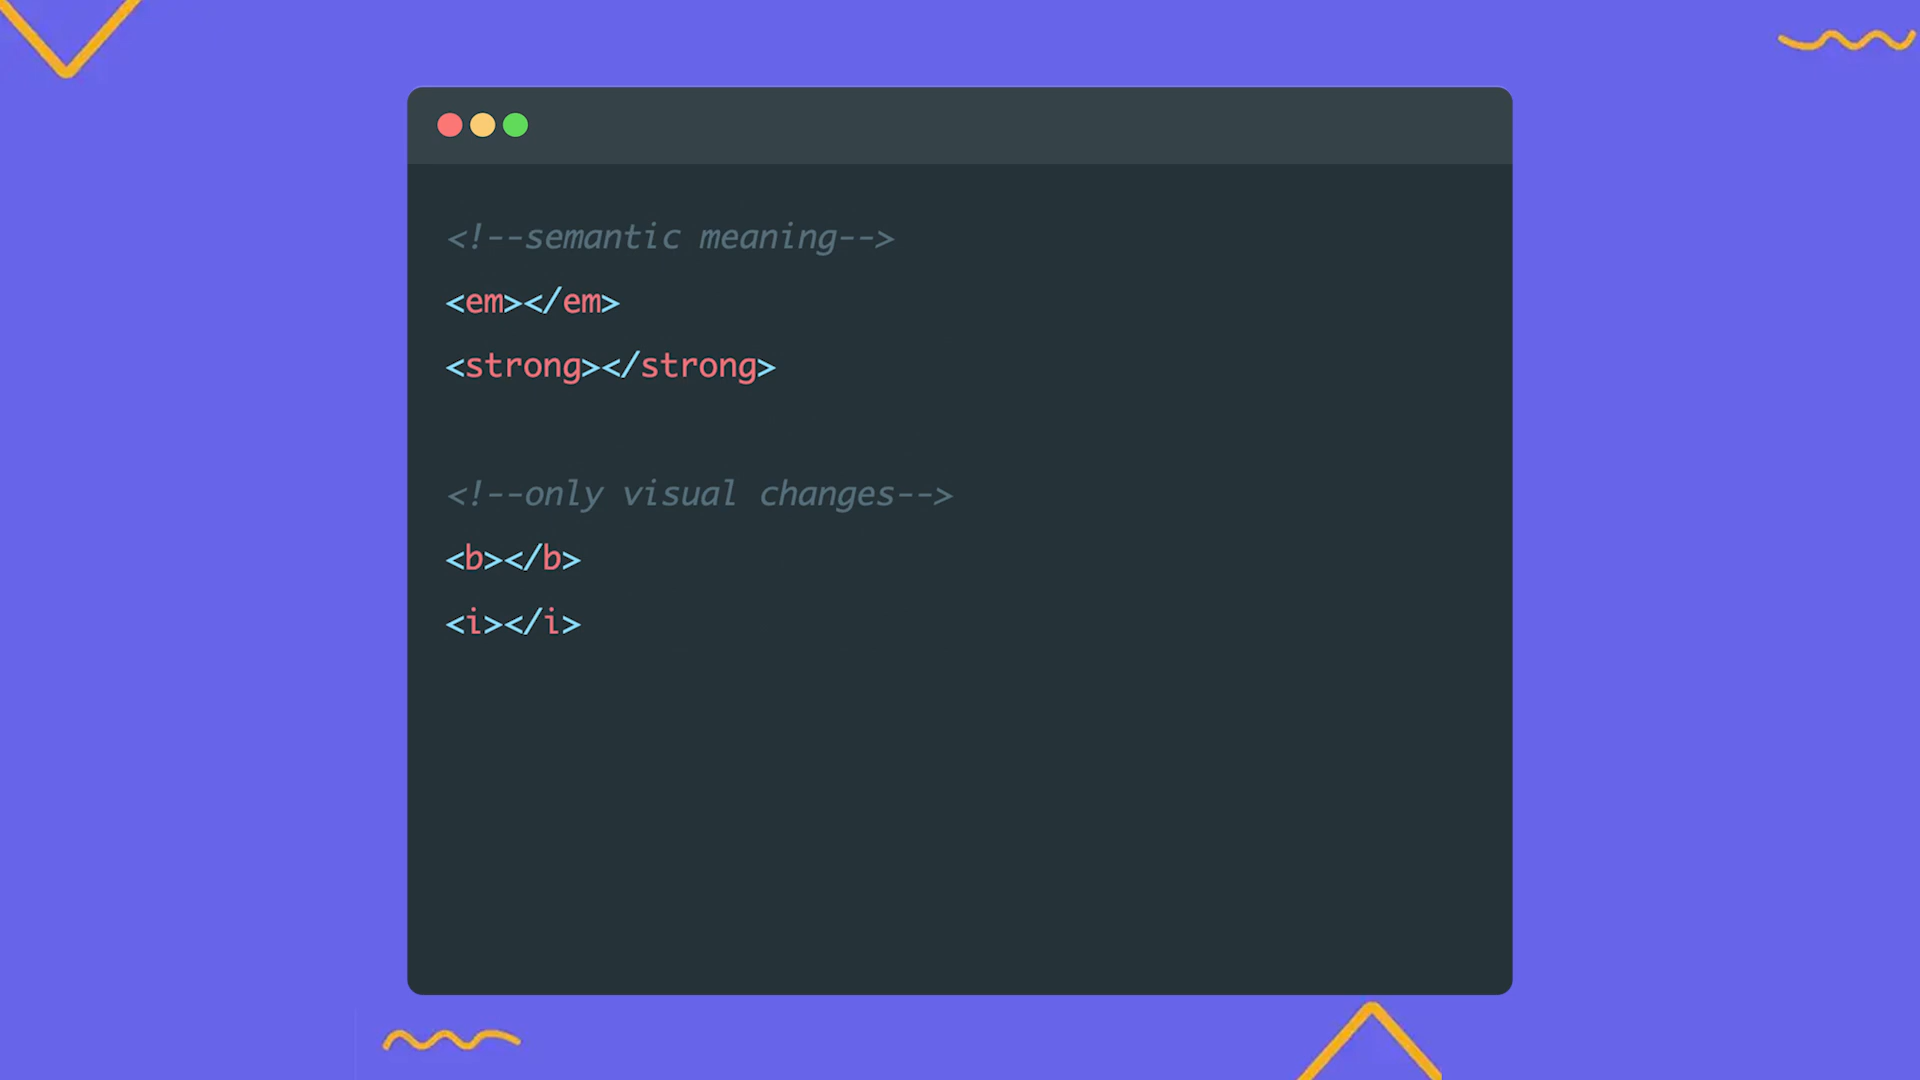 <!--semantic meaning-->
<em></em>
<strong></strong>
<!--only visual changes-->
<b></b>
<i></i>